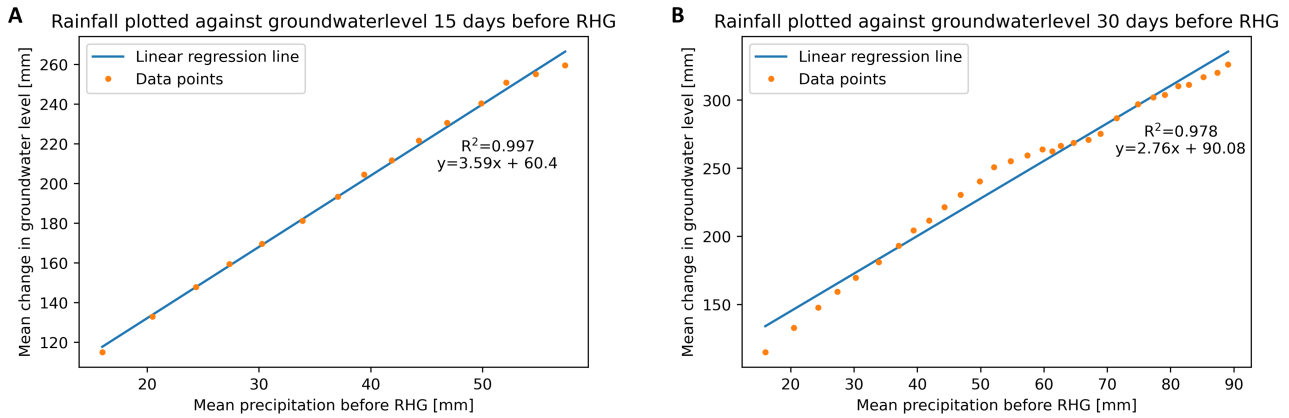 A
Rainfall plotted against groundwaterlevel 15 days before RHG
Linear regression line
Data points
R²=0.997
y=3.59x + 60.4
Mean change in groundwater level [mm]
260
240
220
200
180
160
140
120
20 30 40 50
Mean precipitation before RHG [mm]
B
Rainfall plotted against groundwaterlevel 30 days before RHG
Linear regression line
Data points
R²=0.978
y=2.76x + 90.08
Mean change in groundwater level [mm]
300
250
200
150
20 30 40 50 60 70 80 90
Mean precipitation before RHG [mm]